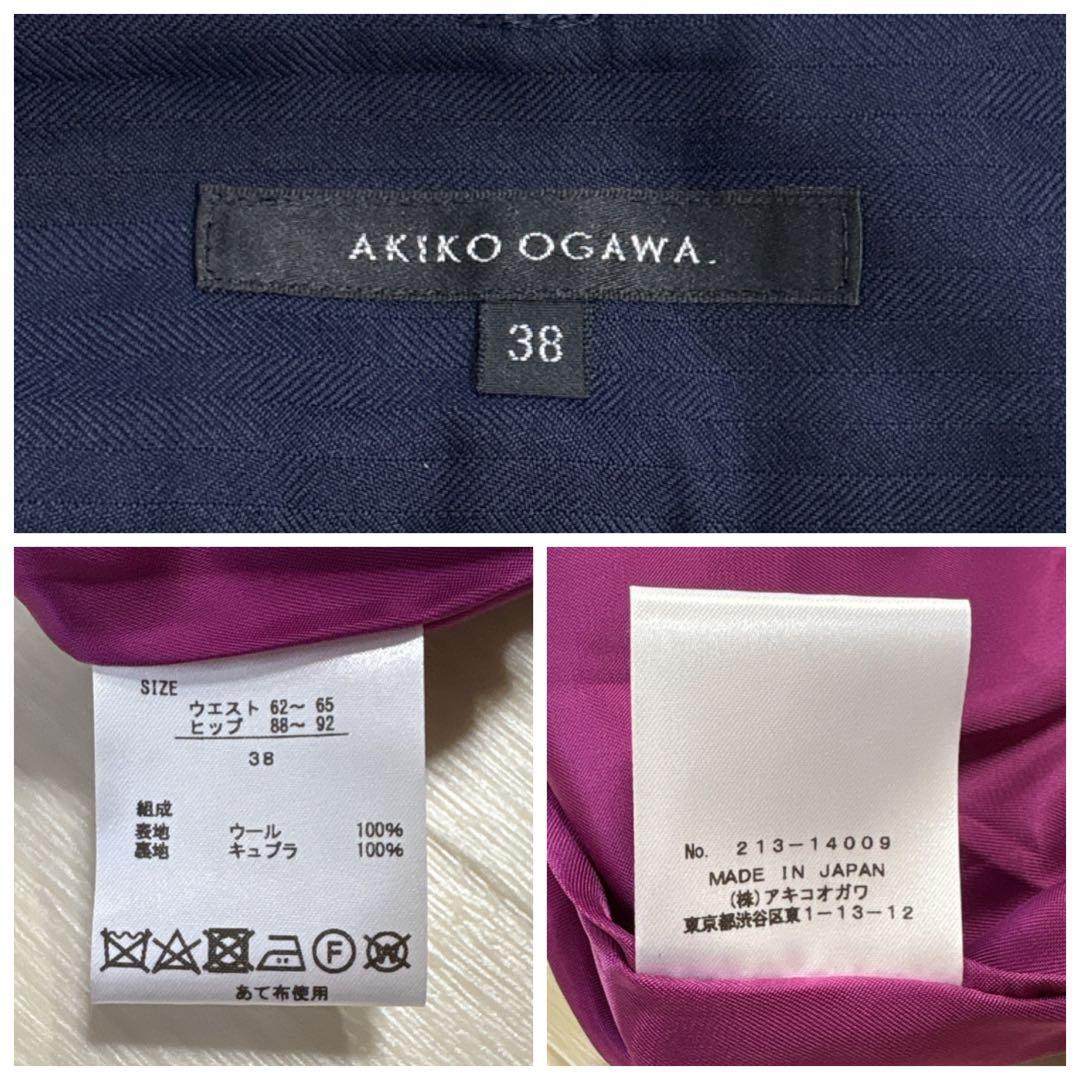 AKIKO OGAWA.
38
SIZE
ウエスト 62～ 65
ヒップ 88～ 92
38
組成
表地 ウール 100%
裏地 キュプラ 100%
F W
あて布使用
No. 213-14009
MADE IN JAPAN
(株)アキコオガワ
東京都渋谷区東1-13-12